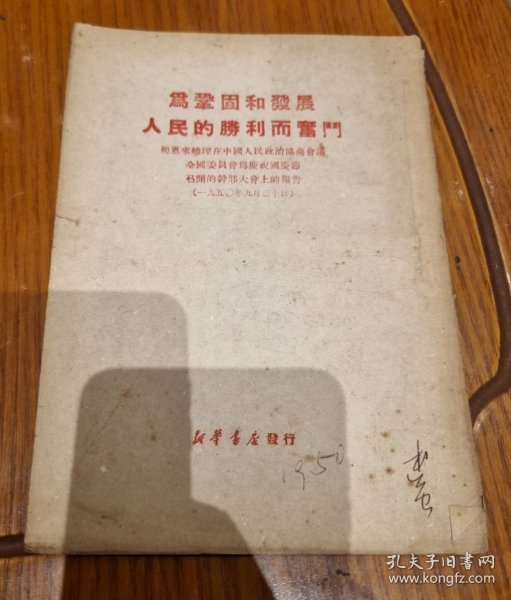 爲鞏固和發展
人民的勝利而奮鬥
周恩來總理在中國人民政治協商會議
全國委員會爲慶祝國慶節
召開的幹部大會上的報告
(一九五〇年九月三十日)
新華書店發行
1950
孔夫子旧书网
www.kongfz.com